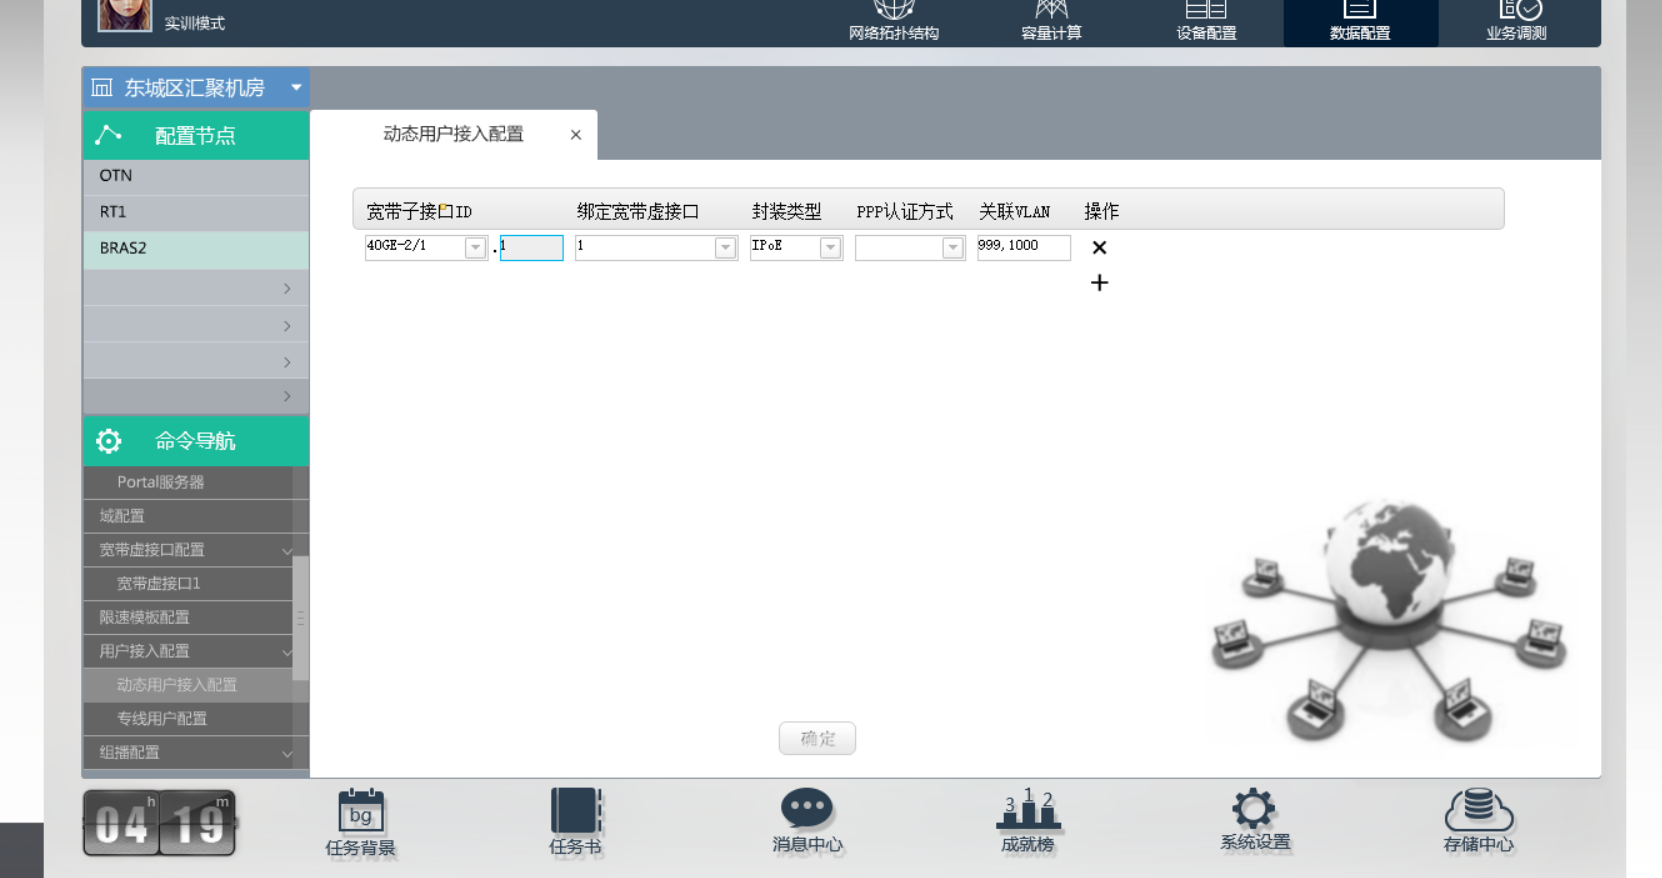 实训模式
网络拓扑结构
容量计算
设备配置
数据配置
业务调测
东城区汇聚机房
配置节点
动态用户接入配置 ×
OTN
RT1
BRAS2
宽带子接口ID 绑定宽带虚接口 封装类型 PPP认证方式 关联VLAN 操作
40GE-2/1 .1 1 IPoE 999,1000
命令导航
Portal服务器
域配置
宽带虚接口配置
宽带虚接口1
限速模板配置
用户接入配置
动态用户接入配置
专线用户配置
组播配置
确定
04 h 19 m
bg
任务背景
任务书
消息中心
3 1 2
成就榜
系统设置
存储中心